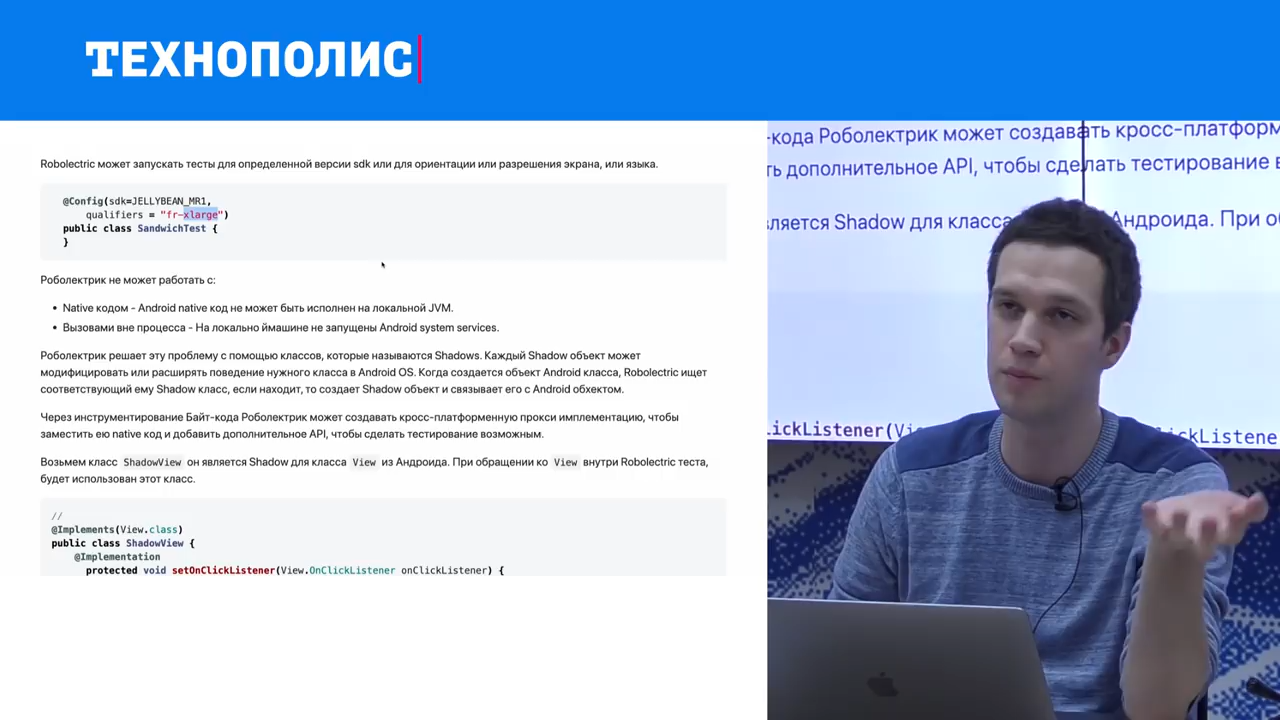 ТЕХНОПОЛИС
Robolectric может запускать тесты для определенной версии sdk или для ориентации или разрешения экрана, или языка.
@Config(sdk=JELLYBEAN_MR1,
qualifiers = "fr-xlarge")
public class SandwichTest {
}
Роболектрик не может работать с:
• Native кодом - Android native код не может быть исполнен на локальной JVM.
• Вызовами вне процесса - На локально ймашине не запущены Android system services.
Роболектрик решает эту проблему с помощью классов, которые называются Shadows. Каждый Shadow объект может
модифицировать или расширять поведение нужного класса в Android OS. Когда создается объект Android класса, Robolectric ищет
соответствующий ему Shadow класс, если находит, то создает Shadow объект и связывает его с Android обхектом.
Через инструментирование Байт-кода Роболектрик может создавать кросс-платформенную прокси имплементацию, чтобы
заместить ею native код и добавить дополнительное API, чтобы сделать тестирование возможным.
Возьмем класс ShadowView он является Shadow для класса View из Андроида. При обращении ко View внутри Robolectric теста,
будет использован этот класс.
//
@Implements(View.class)
public class ShadowView {
@Implementation
protected void setOnClickListener(View.OnClickListener onClickListener) {
-кода Роболектрик может создавать кросс-платформ
ть дополнительное API, чтобы сделать тестирование в
вляется Shadow для класса Андроида. При об
ickListener(Vi ickListene